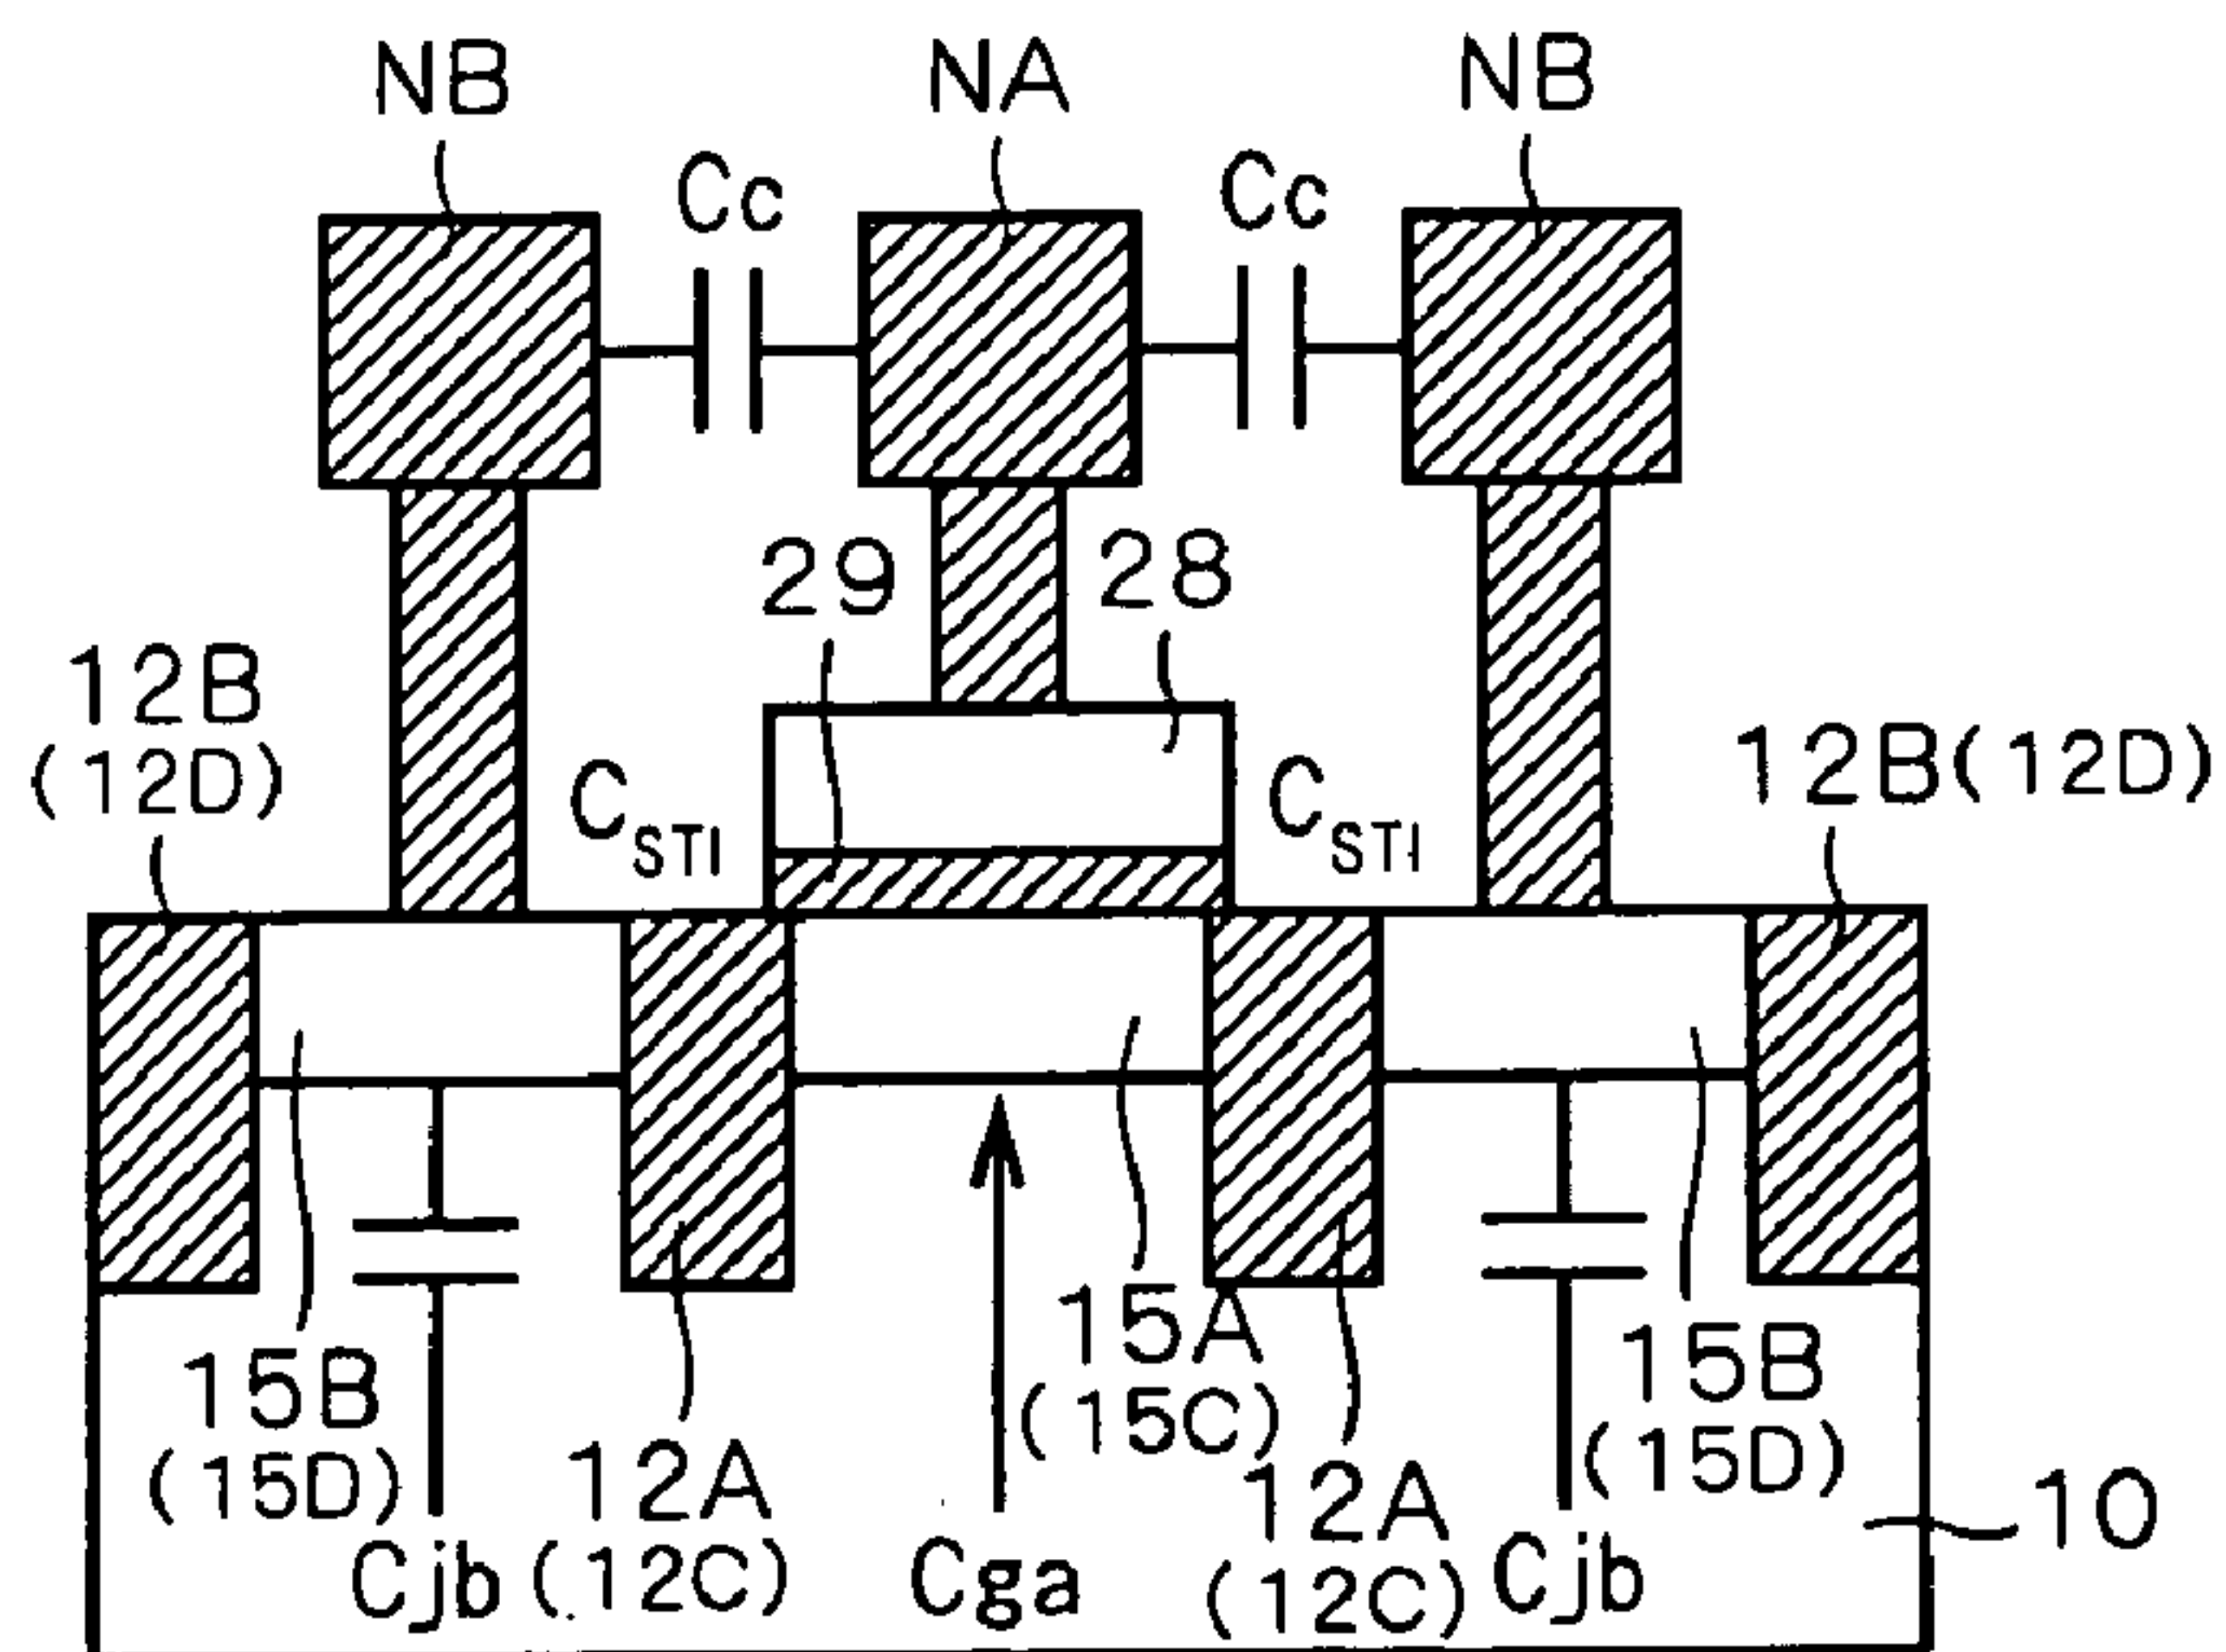 NB NA NB
Cc Cc
29 28
12B
(12D)
12B(12D)
CSTI CSTI
15A
(15C)
15B
(15D)
15B
(15D)
12A
(12C)
12A
(12C)
10
Cjb Cga Cjb